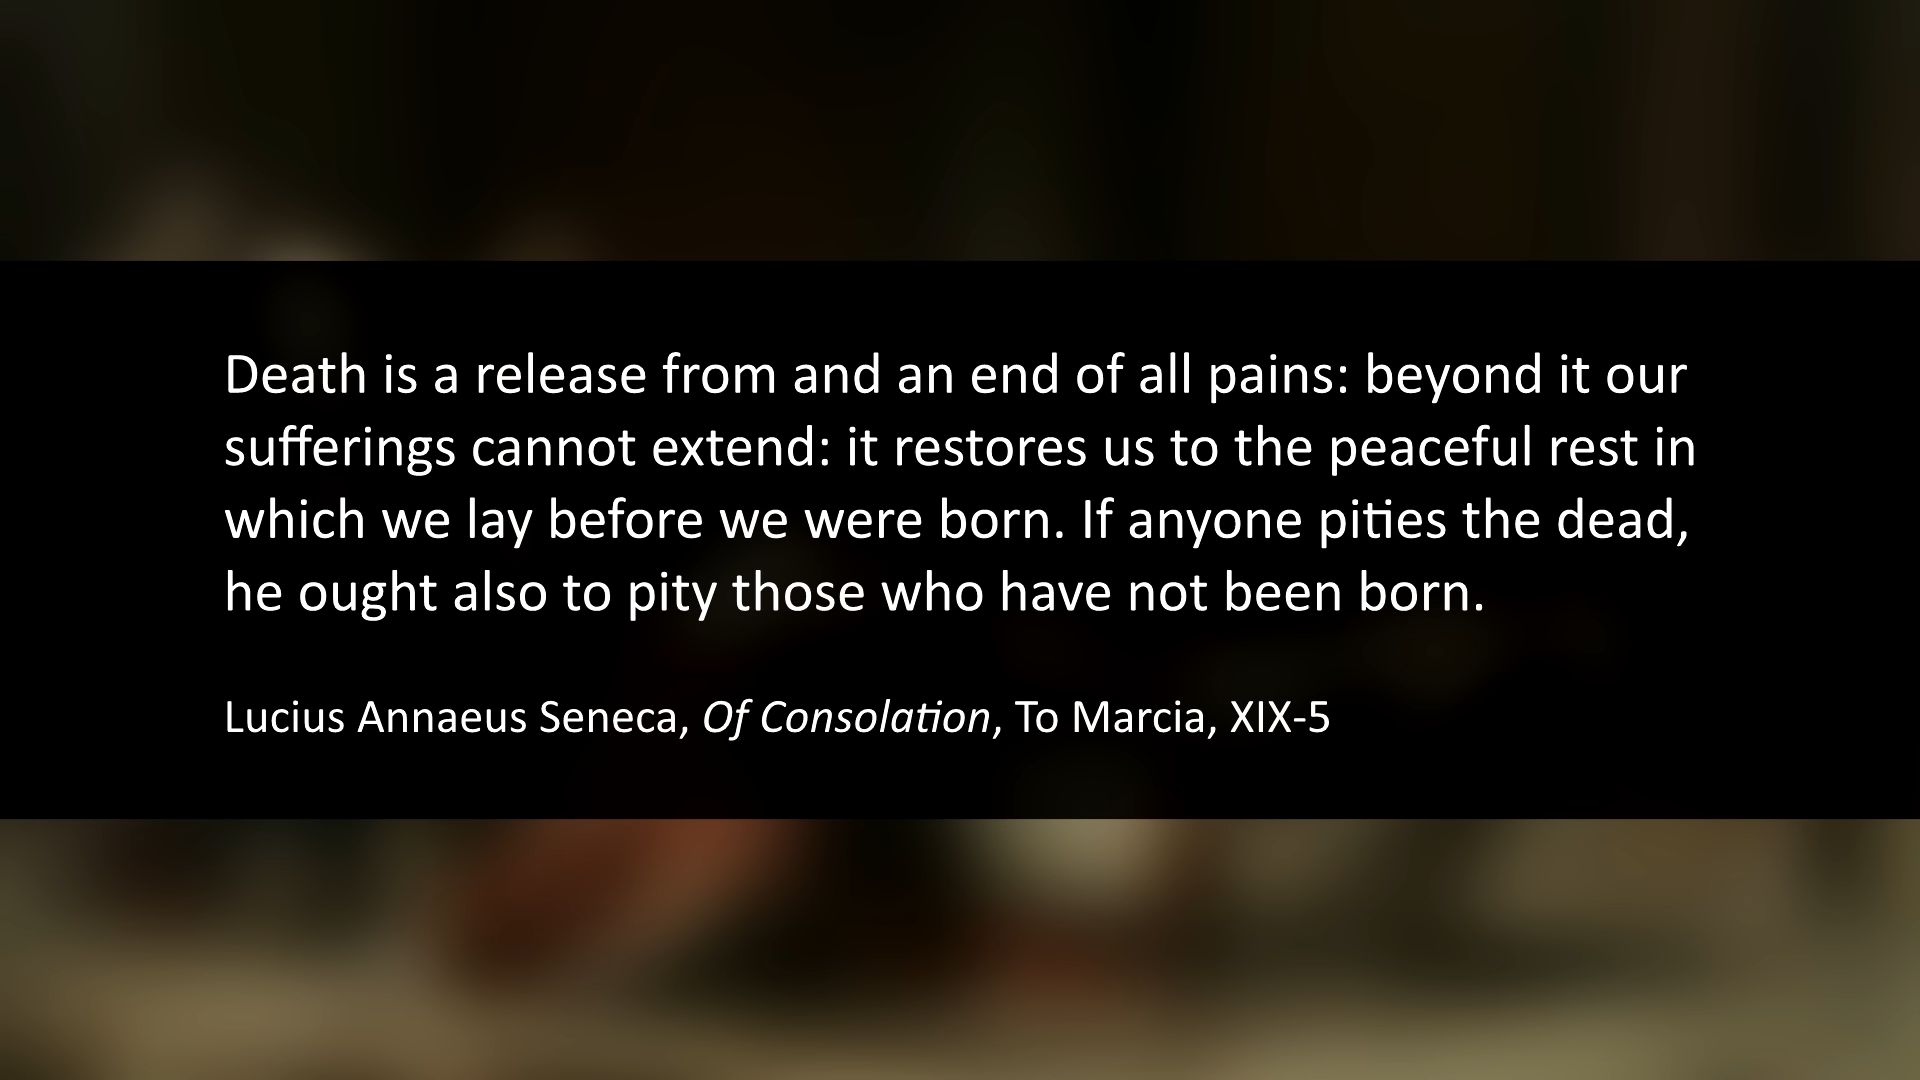 Death is a release from and an end of all pains: beyond it our
sufferings cannot extend: it restores us to the peaceful rest in
which we lay before we were born. If anyone pities the dead,
he ought also to pity those who have not been born.
Lucius Annaeus Seneca, Of Consolation, To Marcia, XIX-5